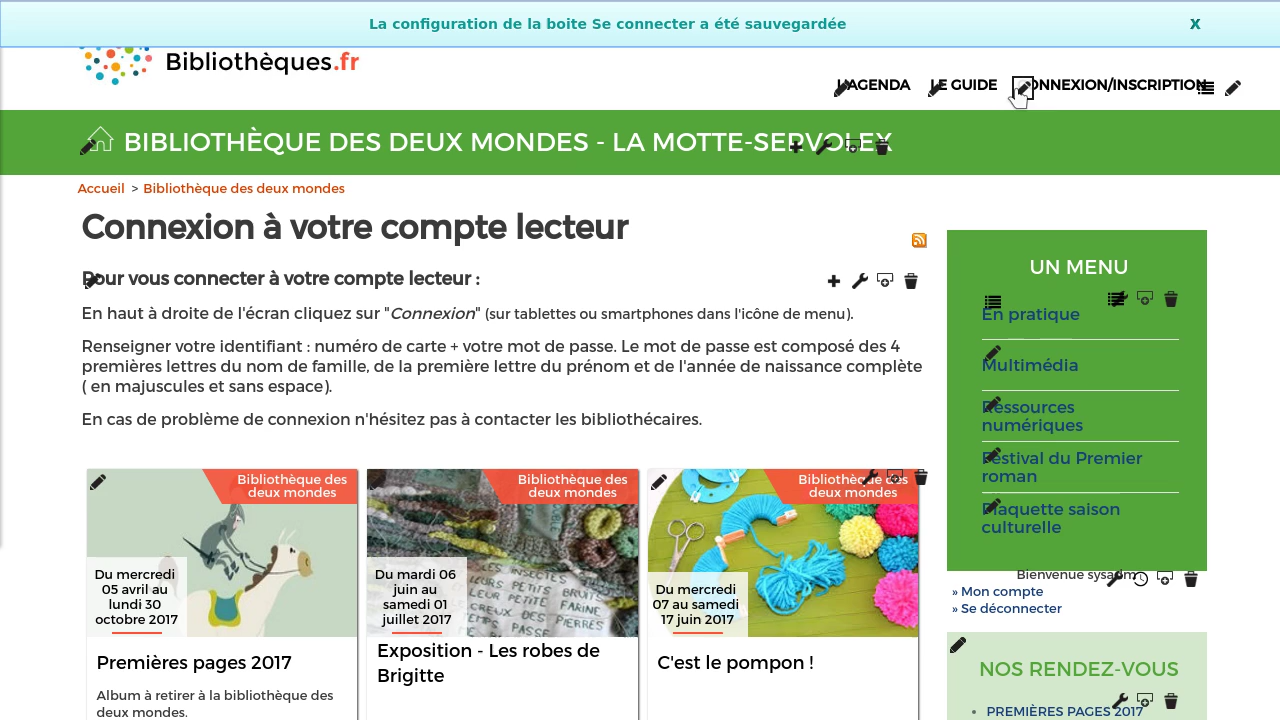 La configuration de la boite Se connecter a été sauvegardée
X
Bibliothèques.fr
L'AGENDA
LE GUIDE
CONNEXION/INSCRIPTION
BIBLIOTHÈQUE DES DEUX MONDES - LA MOTTE-SERVOLEX
Accueil > Bibliothèque des deux mondes
Connexion à votre compte lecteur
Pour vous connecter à votre compte lecteur :
En haut à droite de l'écran cliquez sur "Connexion" (sur tablettes ou smartphones dans l'icône de menu).
Renseigner votre identifiant : numéro de carte + votre mot de passe. Le mot de passe est composé des 4
premières lettres du nom de famille, de la première lettre du prénom et de l'année de naissance complète
( en majuscules et sans espace).
En cas de problème de connexion n'hésitez pas à contacter les bibliothécaires.
Bibliothèque des
deux mondes
Du mercredi
05 avril au
lundi 30
octobre 2017
Premières pages 2017
Album à retirer à la bibliothèque des
deux mondes.
Bibliothèque des
deux mondes
Du mardi 06
juin au
samedi 01
juillet 2017
Exposition - Les robes de
Brigitte
Bibliothèque des
deux mondes
Du mercredi
07 au samedi
17 juin 2017
C'est le pompon !
UN MENU
En pratique
Multimédia
Ressources
numériques
Festival du Premier
roman
Plaquette saison
culturelle
Bienvenue sysadm
» Mon compte
» Se déconnecter
NOS RENDEZ-VOUS
• PREMIÈRES PAGES 2017